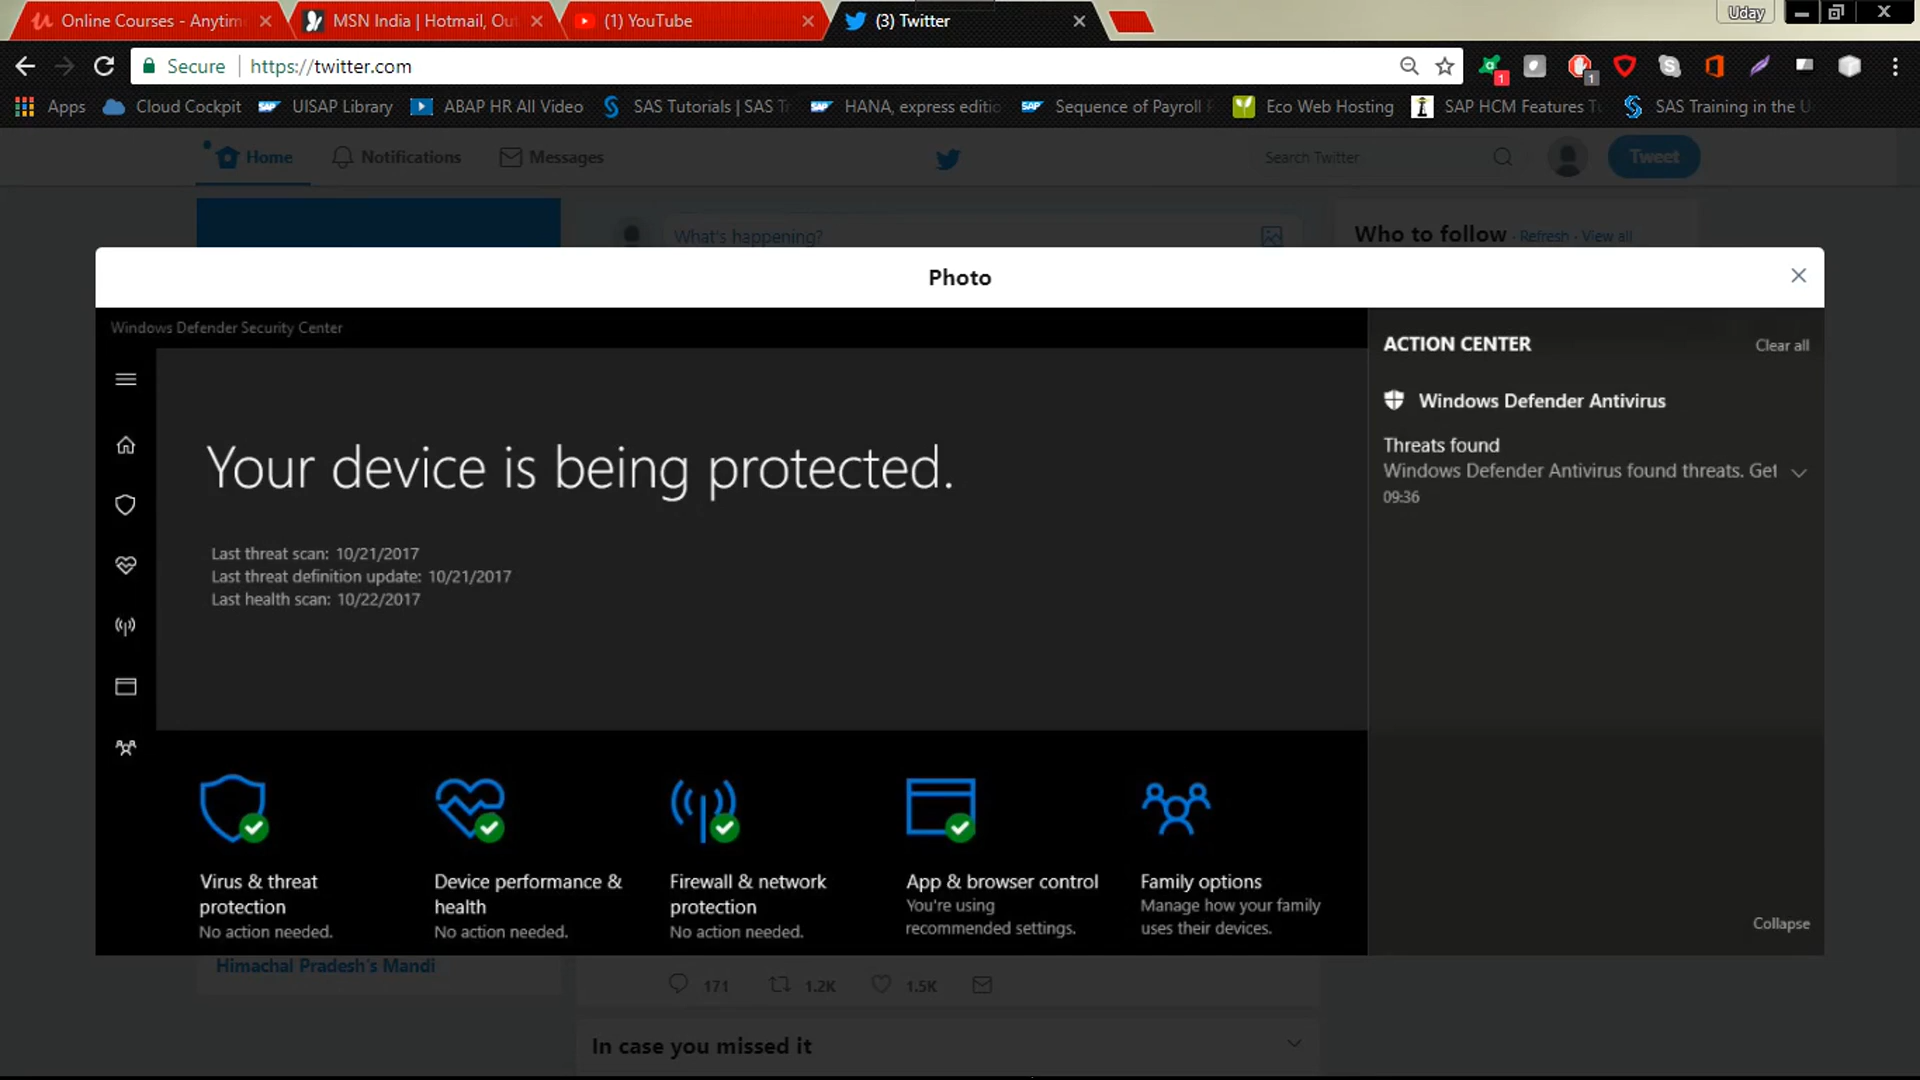 Online Courses - Anytim
MSN India | Hotmail, Ou
(1) YouTube
(3) Twitter
Uday
Secure
https://twitter.com
1
1
Apps
Cloud Cockpit
UISAP Library
ABAP HR All Video
SAS Tutorials | SAS Tr
HANA, express editio
Sequence of Payroll F
Eco Web Hosting
SAP HCM Features Tu
SAS Training in the U
Home
Notifications
Messages
Search Twitter
Tweet
What's happening?
Who to follow · Refresh · View all
Photo
Windows Defender Security Center
Your device is being protected.
Last threat scan: 10/21/2017
Last threat definition update: 10/21/2017
Last health scan: 10/22/2017
ACTION CENTER
Clear all
Windows Defender Antivirus
Threats found
Windows Defender Antivirus found threats. Get
09:36
Virus & threat
protection
No action needed.
Device performance &
health
No action needed.
Firewall & network
protection
No action needed.
App & browser control
You're using
recommended settings.
Family options
Manage how your family
uses their devices.
Collapse
Himachal Pradesh's Mandi
171
1.2K
1.5K
In case you missed it